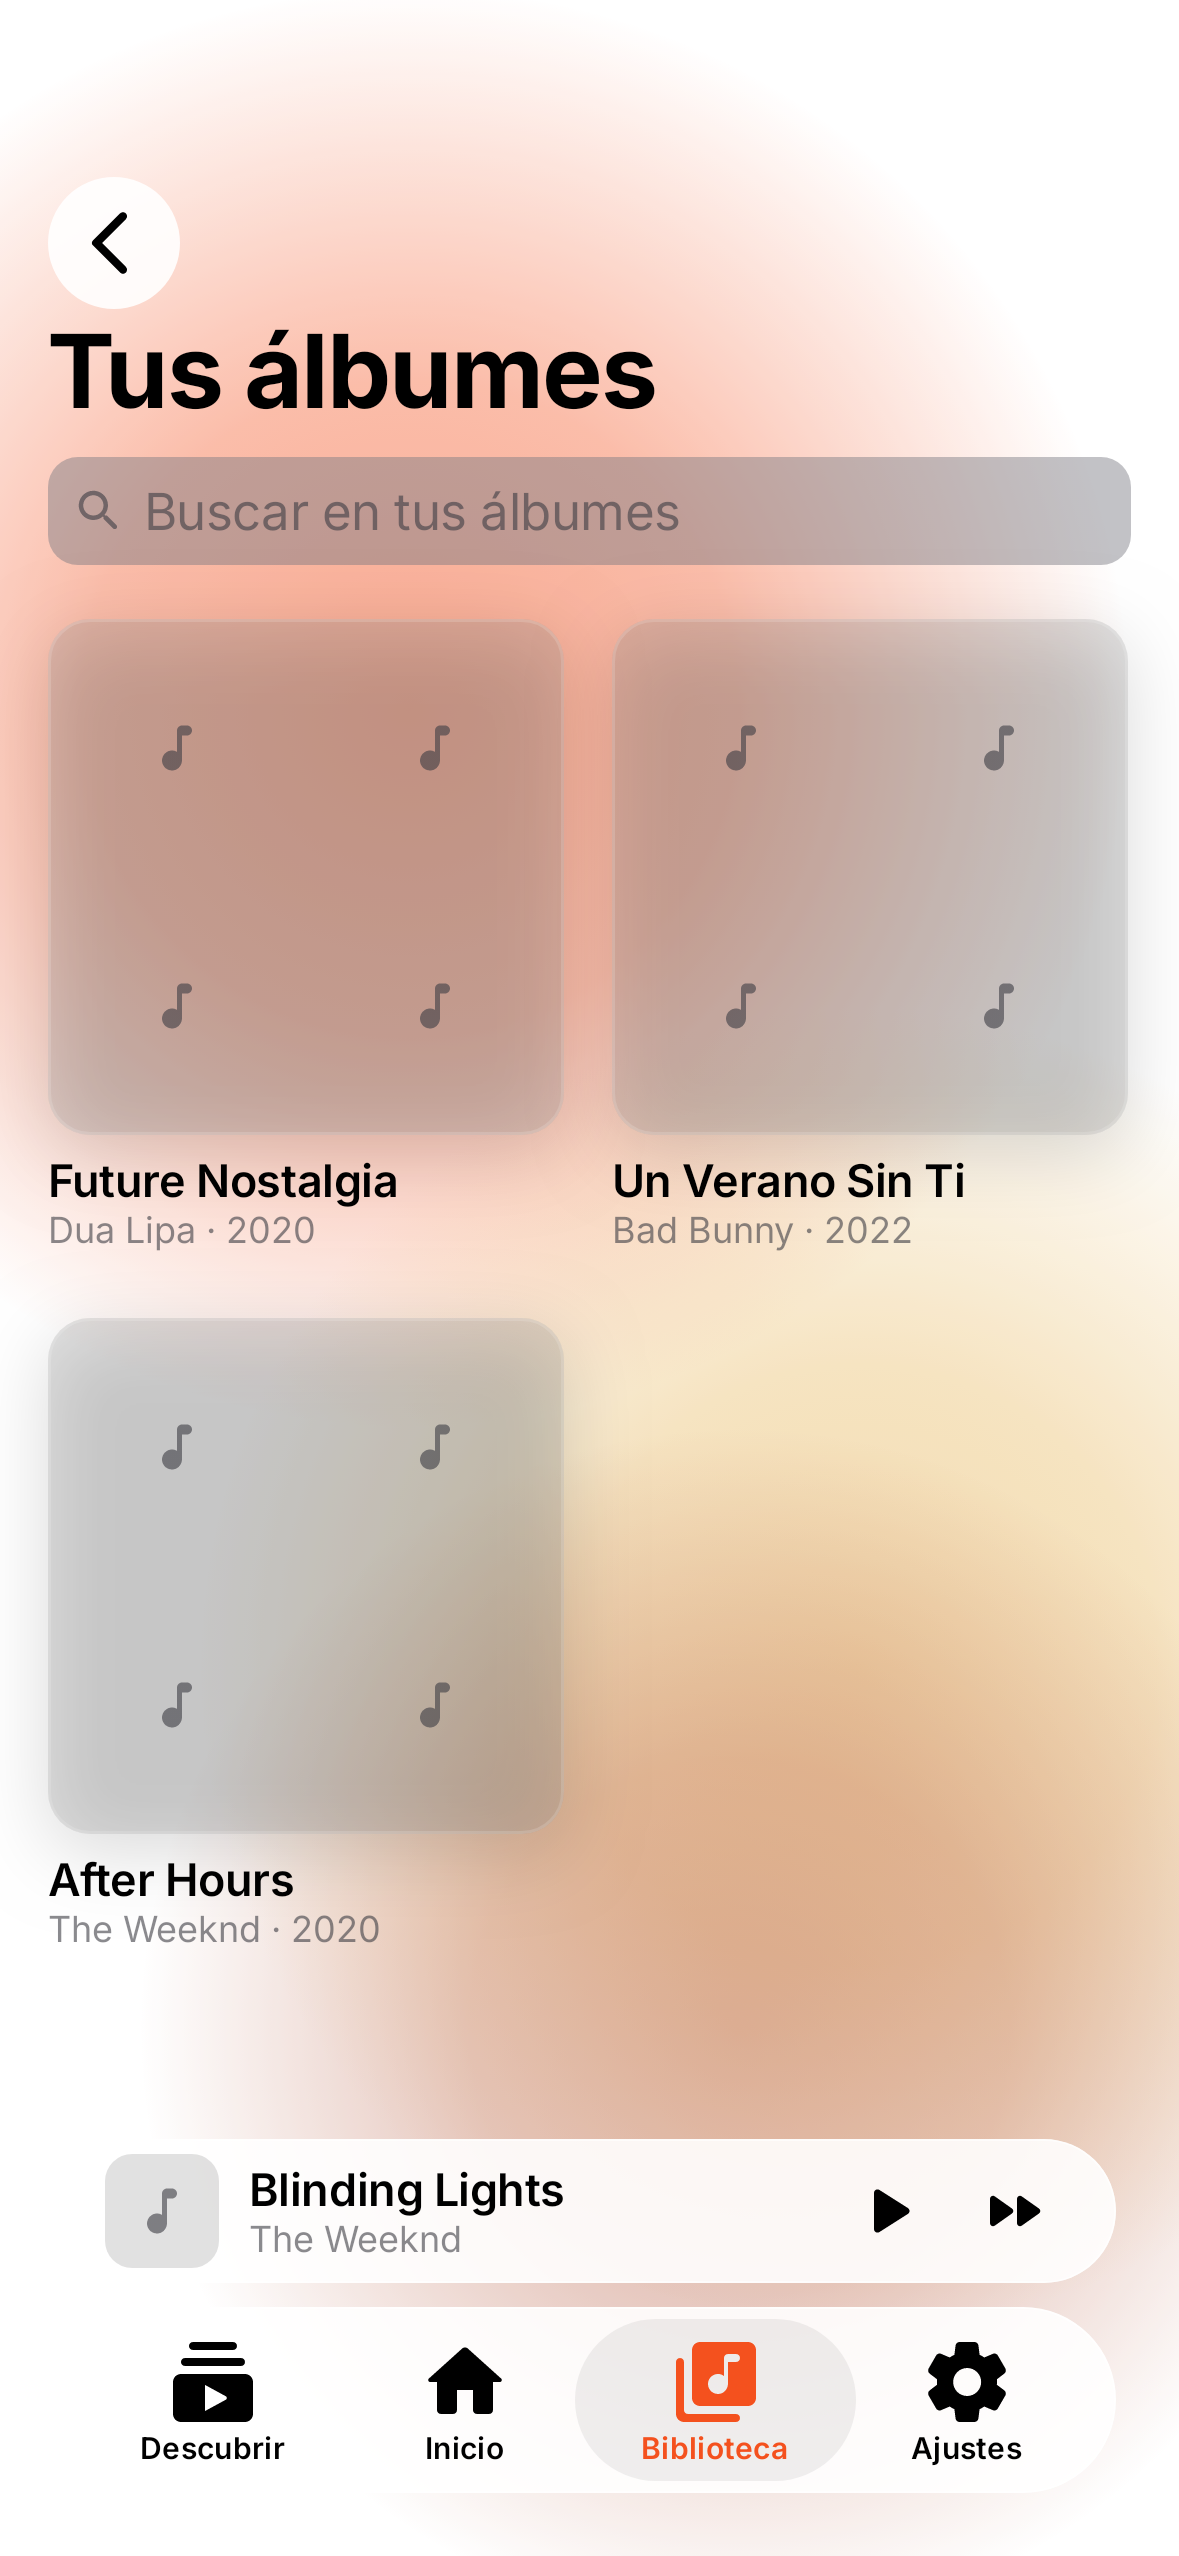 Tus álbumes
Buscar en tus álbumes
Future Nostalgia
Dua Lipa · 2020
Un Verano Sin Ti
Bad Bunny · 2022
After Hours
The Weeknd · 2020
Blinding Lights
The Weeknd
Descubrir
Inicio
Biblioteca
Ajustes